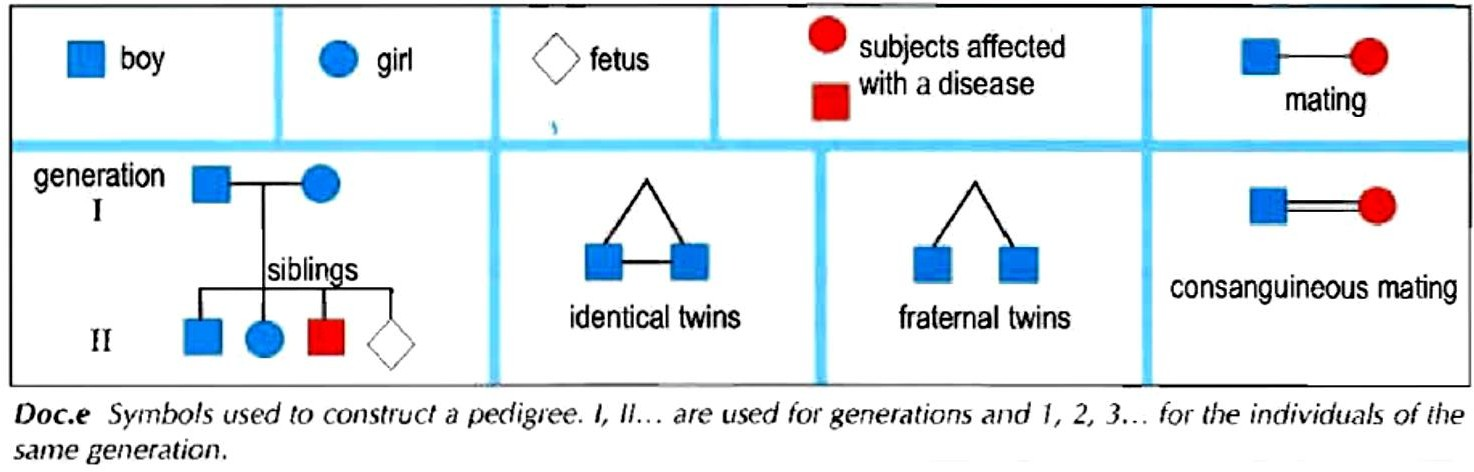 boy
girl
fetus
subjects affected
with a disease
mating
generation
I
siblings
II
identical twins
fraternal twins
consanguineous mating
Doc.e Symbols used to construct a pedigree. I, II... are used for generations and 1, 2, 3... for the individuals of the
same generation.